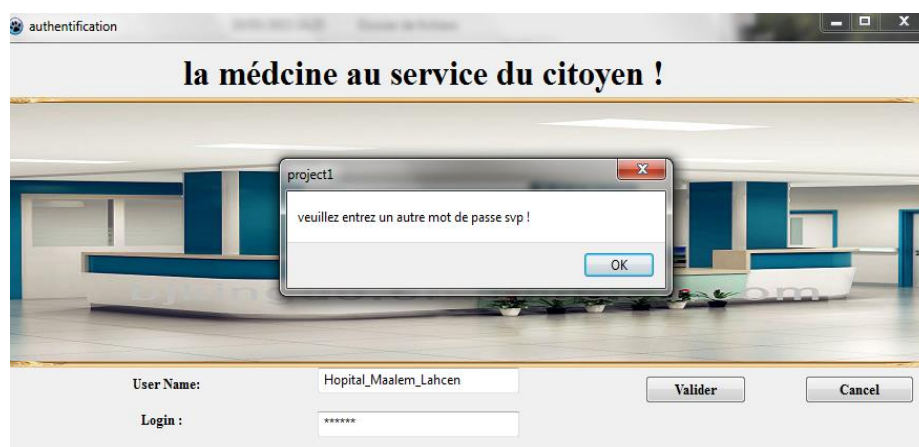 authentification
la médcine au service du citoyen !
project1
veuillez entrez un autre mot de passe svp !
OK
User Name:
Hopital_Maalem_Lahcen
Valider
Cancel
Login :
******